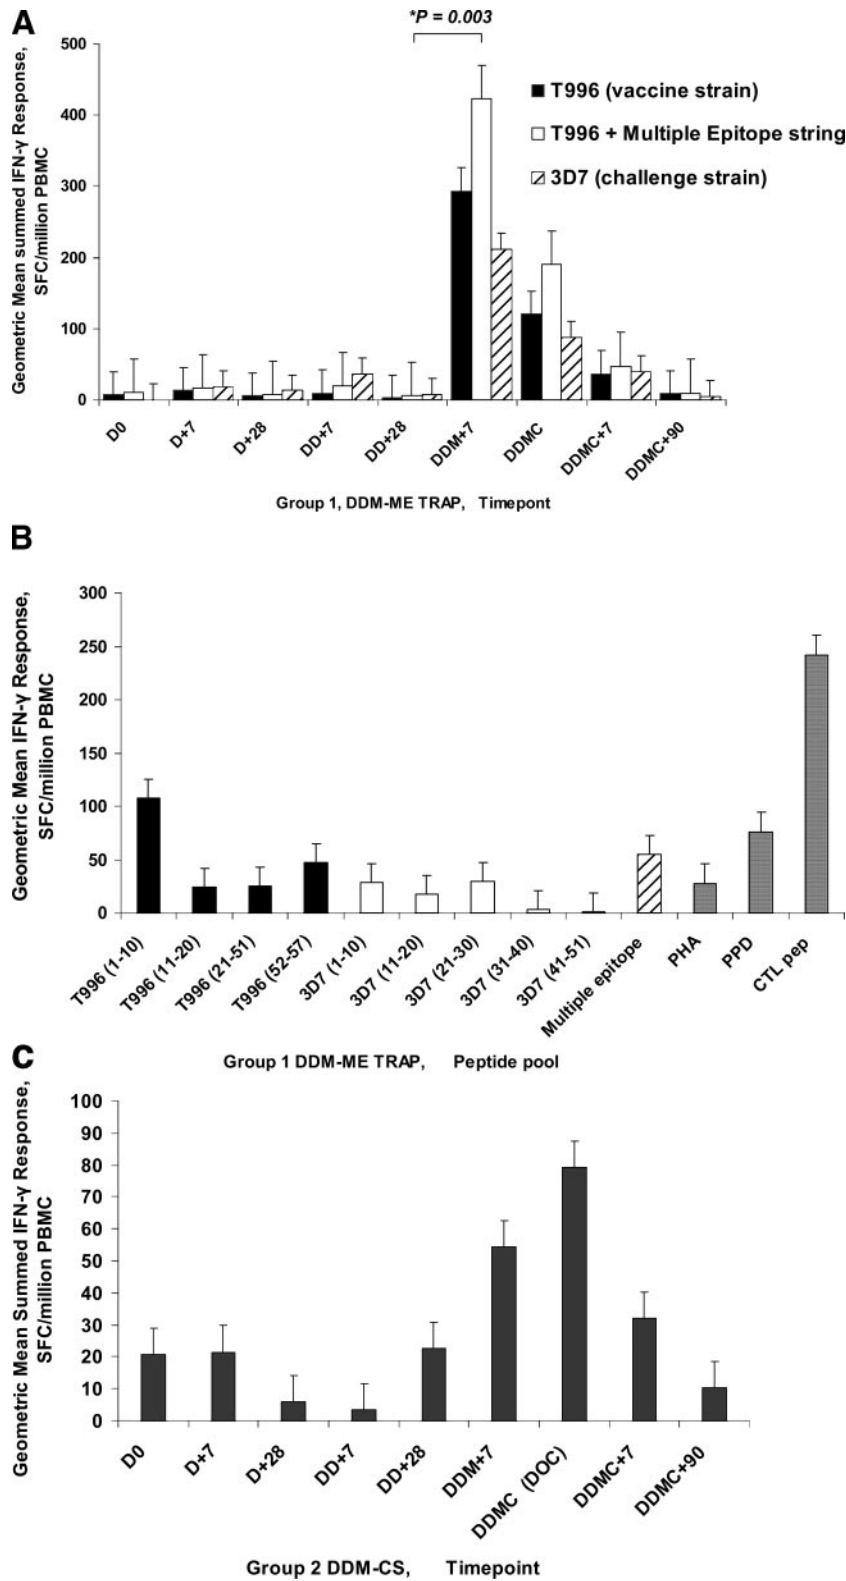 A
*P = 0.003
Geometric Mean summed IFN-γ Response,
SFC/million PBMC
500
400
300
200
100
0
T996 (vaccine strain)
T996 + Multiple Epitope string
3D7 (challenge strain)
D0
D+7
D+28
DD+7
DD+28
DDM+7
DDMC
DDMC+7
DDMC+90
Group 1, DDM-ME TRAP, Timepont
B
Geometric Mean IFN-γ Response,
SFC/million PBMC
300
250
200
150
100
50
0
T996 (1-10)
T996 (11-20)
T996 (21-51)
T996 (52-57)
3D7 (1-10)
3D7 (11-20)
3D7 (21-30)
3D7 (31-40)
3D7 (41-51)
Multiple epitope
PHA
PPD
CTL pep
Group 1 DDM-ME TRAP, Peptide pool
C
Geometric Mean Summed IFN-γ Response,
SFC/million PBMC
100
90
80
70
60
50
40
30
20
10
0
D0
D+7
D+28
DD+7
DD+28
DDM+7
DDMC (DOC)
DDMC+7
DDMC+90
Group 2 DDM-CS, Timepoint